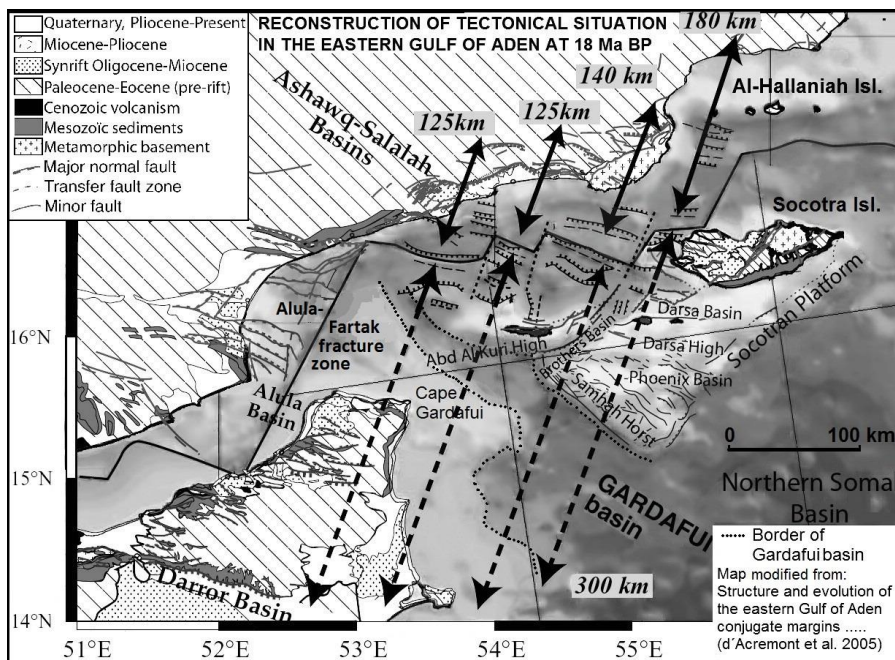 Quaternary, Pliocene-Present
Miocene-Pliocene
Synrift Oligocene-Miocene
Paleocene-Eocene (pre-rift)
Cenozoic volcanism
Mesozoïc sediments
Metamorphic basement
Major normal fault
Transfer fault zone
Minor fault
RECONSTRUCTION OF TECTONICAL SITUATION
IN THE EASTERN GULF OF ADEN AT 18 Ma BP
180 km
140 km
125km
125km
Ashawq-Salalah
Basins
Al-Hallaniah Isl.
Socotra Isl.
Alula-
Fartak
fracture
zone
Alula
Basin
Abd Al Kuri High
Brothers Basin
Darsa Basin
Darsa High
Socotran Platform
Phoenix Basin
Samhah Horst
Cape
Gardafui
0 100 km
GARDAFUI
basin
Northern Soma
Basin
300 km
Darror Basin
Border of
Gardafui basin
Map modified from:
Structure and evolution of
the eastern Gulf of Aden
conjugate margins .....
(d´Acremont et al. 2005)
16°N
15°N
14°N
51°E 52°E 53°E 54°E 55°E